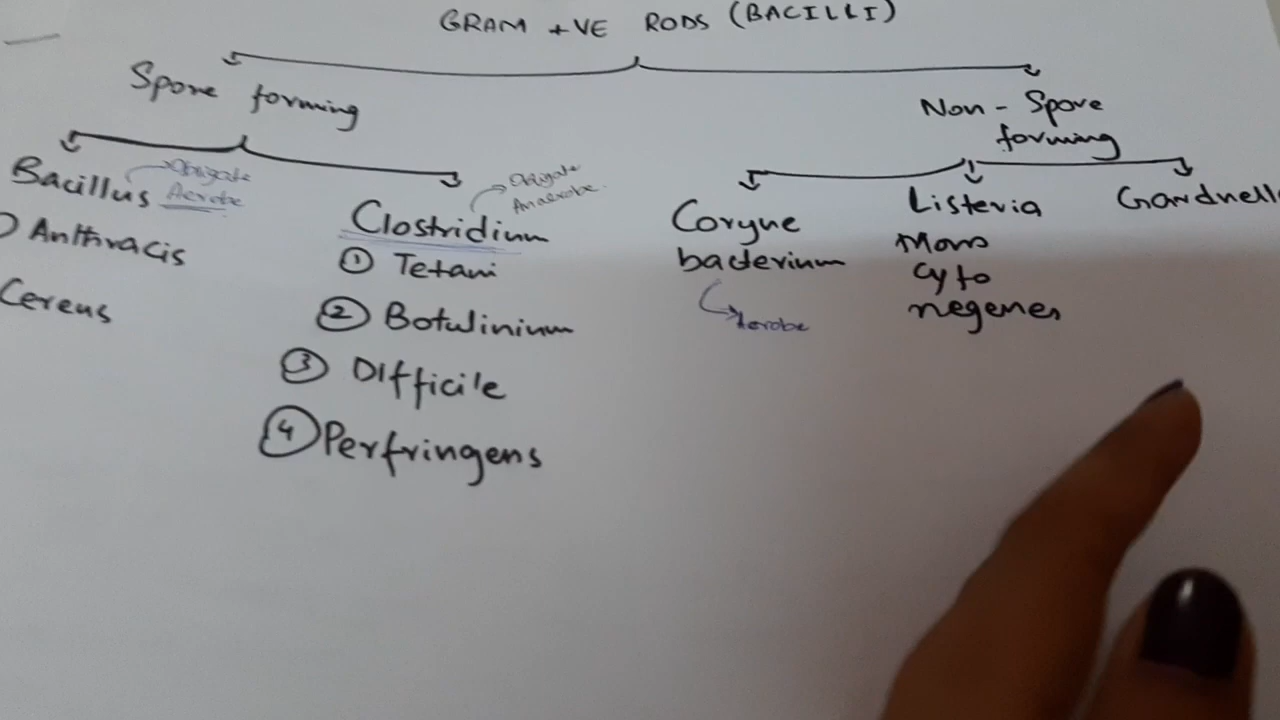 GRAM +VE RODS (BACILLI)
Spore forming
Non - Spore
forming
Bacillus
Obligate
Aerobe
Anthracis
Cereus
Clostridium
Obligate
Anaerobe.
① Tetani
② Botulinium
③ Difficile
④ Perfringens
Coryne
bacterium
Aerobe
Listeria
Mono
Cyto
negenes
Gardnell